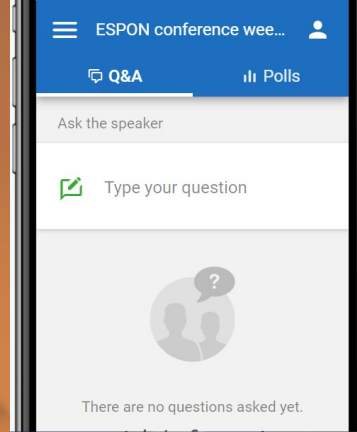 ESPON conference wee...
Q&A
Polls
Ask the speaker
Type your question
?
There are no questions asked yet.